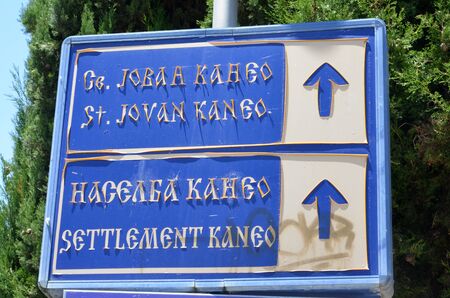 Св. ЈОВАН КАНЕО
St. JOVAN KANEO
НАСЕЛБА КАНЕО
SETTLEMENT KANEO